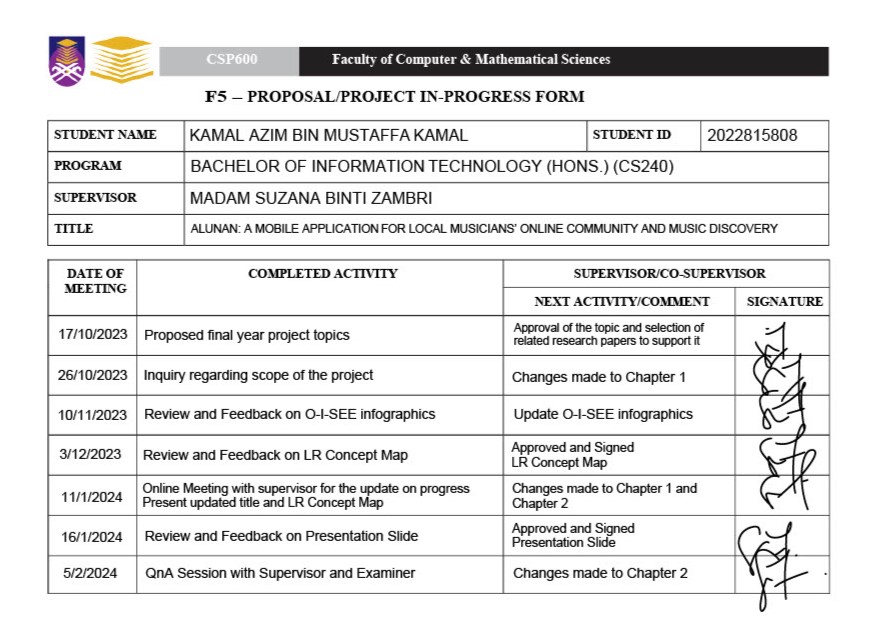 CSP600 Faculty of Computer & Mathematical Sciences
F5 – PROPOSAL/PROJECT IN-PROGRESS FORM
STUDENT NAME KAMAL AZIM BIN MUSTAFFA KAMAL STUDENT ID 2022815808
PROGRAM BACHELOR OF INFORMATION TECHNOLOGY (HONS.) (CS240)
SUPERVISOR MADAM SUZANA BINTI ZAMBRI
TITLE ALUNAN: A MOBILE APPLICATION FOR LOCAL MUSICIANS' ONLINE COMMUNITY AND MUSIC DISCOVERY
DATE OF MEETING COMPLETED ACTIVITY SUPERVISOR/CO-SUPERVISOR
NEXT ACTIVITY/COMMENT SIGNATURE
17/10/2023 Proposed final year project topics Approval of the topic and selection of
related research papers to support it
26/10/2023 Inquiry regarding scope of the project Changes made to Chapter 1
10/11/2023 Review and Feedback on O-I-SEE infographics Update O-I-SEE infographics
3/12/2023 Review and Feedback on LR Concept Map Approved and Signed
LR Concept Map
11/1/2024 Online Meeting with supervisor for the update on progress
Present updated title and LR Concept Map
Changes made to Chapter 1 and
Chapter 2
16/1/2024 Review and Feedback on Presentation Slide Approved and Signed
Presentation Slide
5/2/2024 QnA Session with Supervisor and Examiner Changes made to Chapter 2